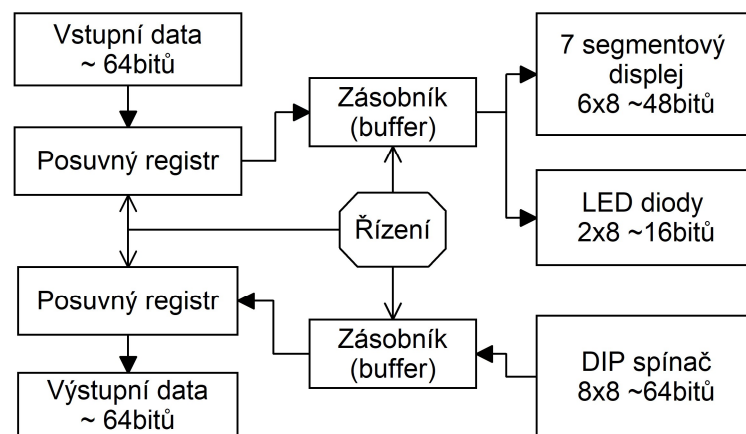 Vstupní data
~ 64bitů
Posuvný registr
Zásobník
(buffer)
7 segmentový
displej
6x8 ~48bitů
LED diody
2x8 ~16bitů
Řízení
Posuvný registr
Zásobník
(buffer)
DIP spínač
8x8 ~64bitů
Výstupní data
~ 64bitů